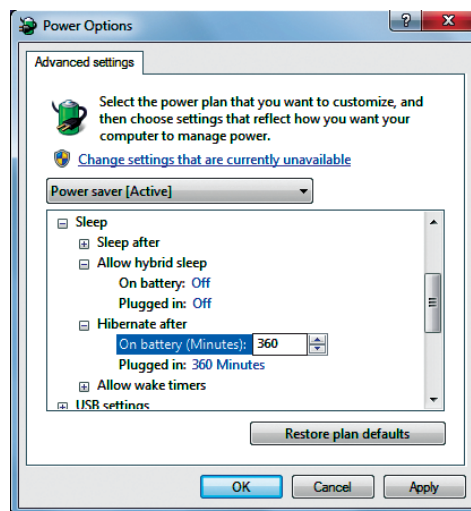 Power Options
Advanced settings
Select the power plan that you want to customize, and
then choose settings that reflect how you want your
computer to manage power.
Change settings that are currently unavailable
Power saver [Active]
Sleep
Sleep after
Allow hybrid sleep
On battery: Off
Plugged in: Off
Hibernate after
On battery (Minutes): 360
Plugged in: 360 Minutes
Allow wake timers
USB settings
Restore plan defaults
OK Cancel Apply